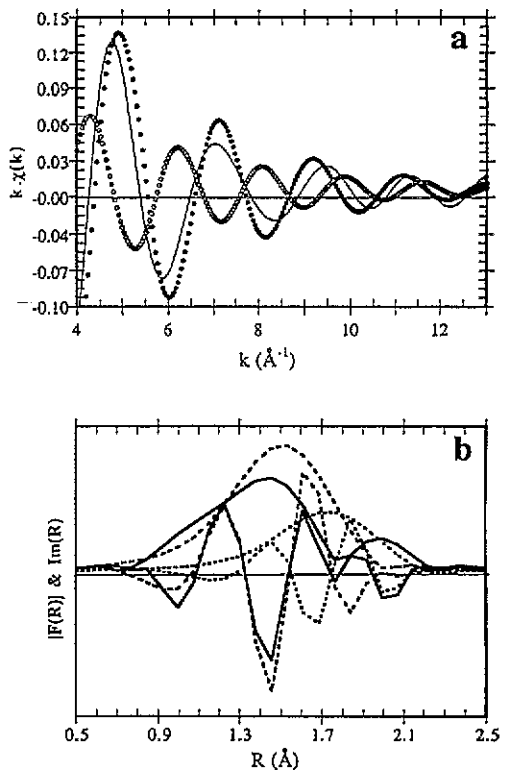 a
0.15
0.12
0.09
0.06
0.03
-0.00
-0.04
-0.07
-0.10
k·χ(k)
4 6 8 10 12
k (Å⁻¹)
b
|F(R)| & Im(R)
0.5 0.9 1.3 1.7 2.1 2.5
R (Å)